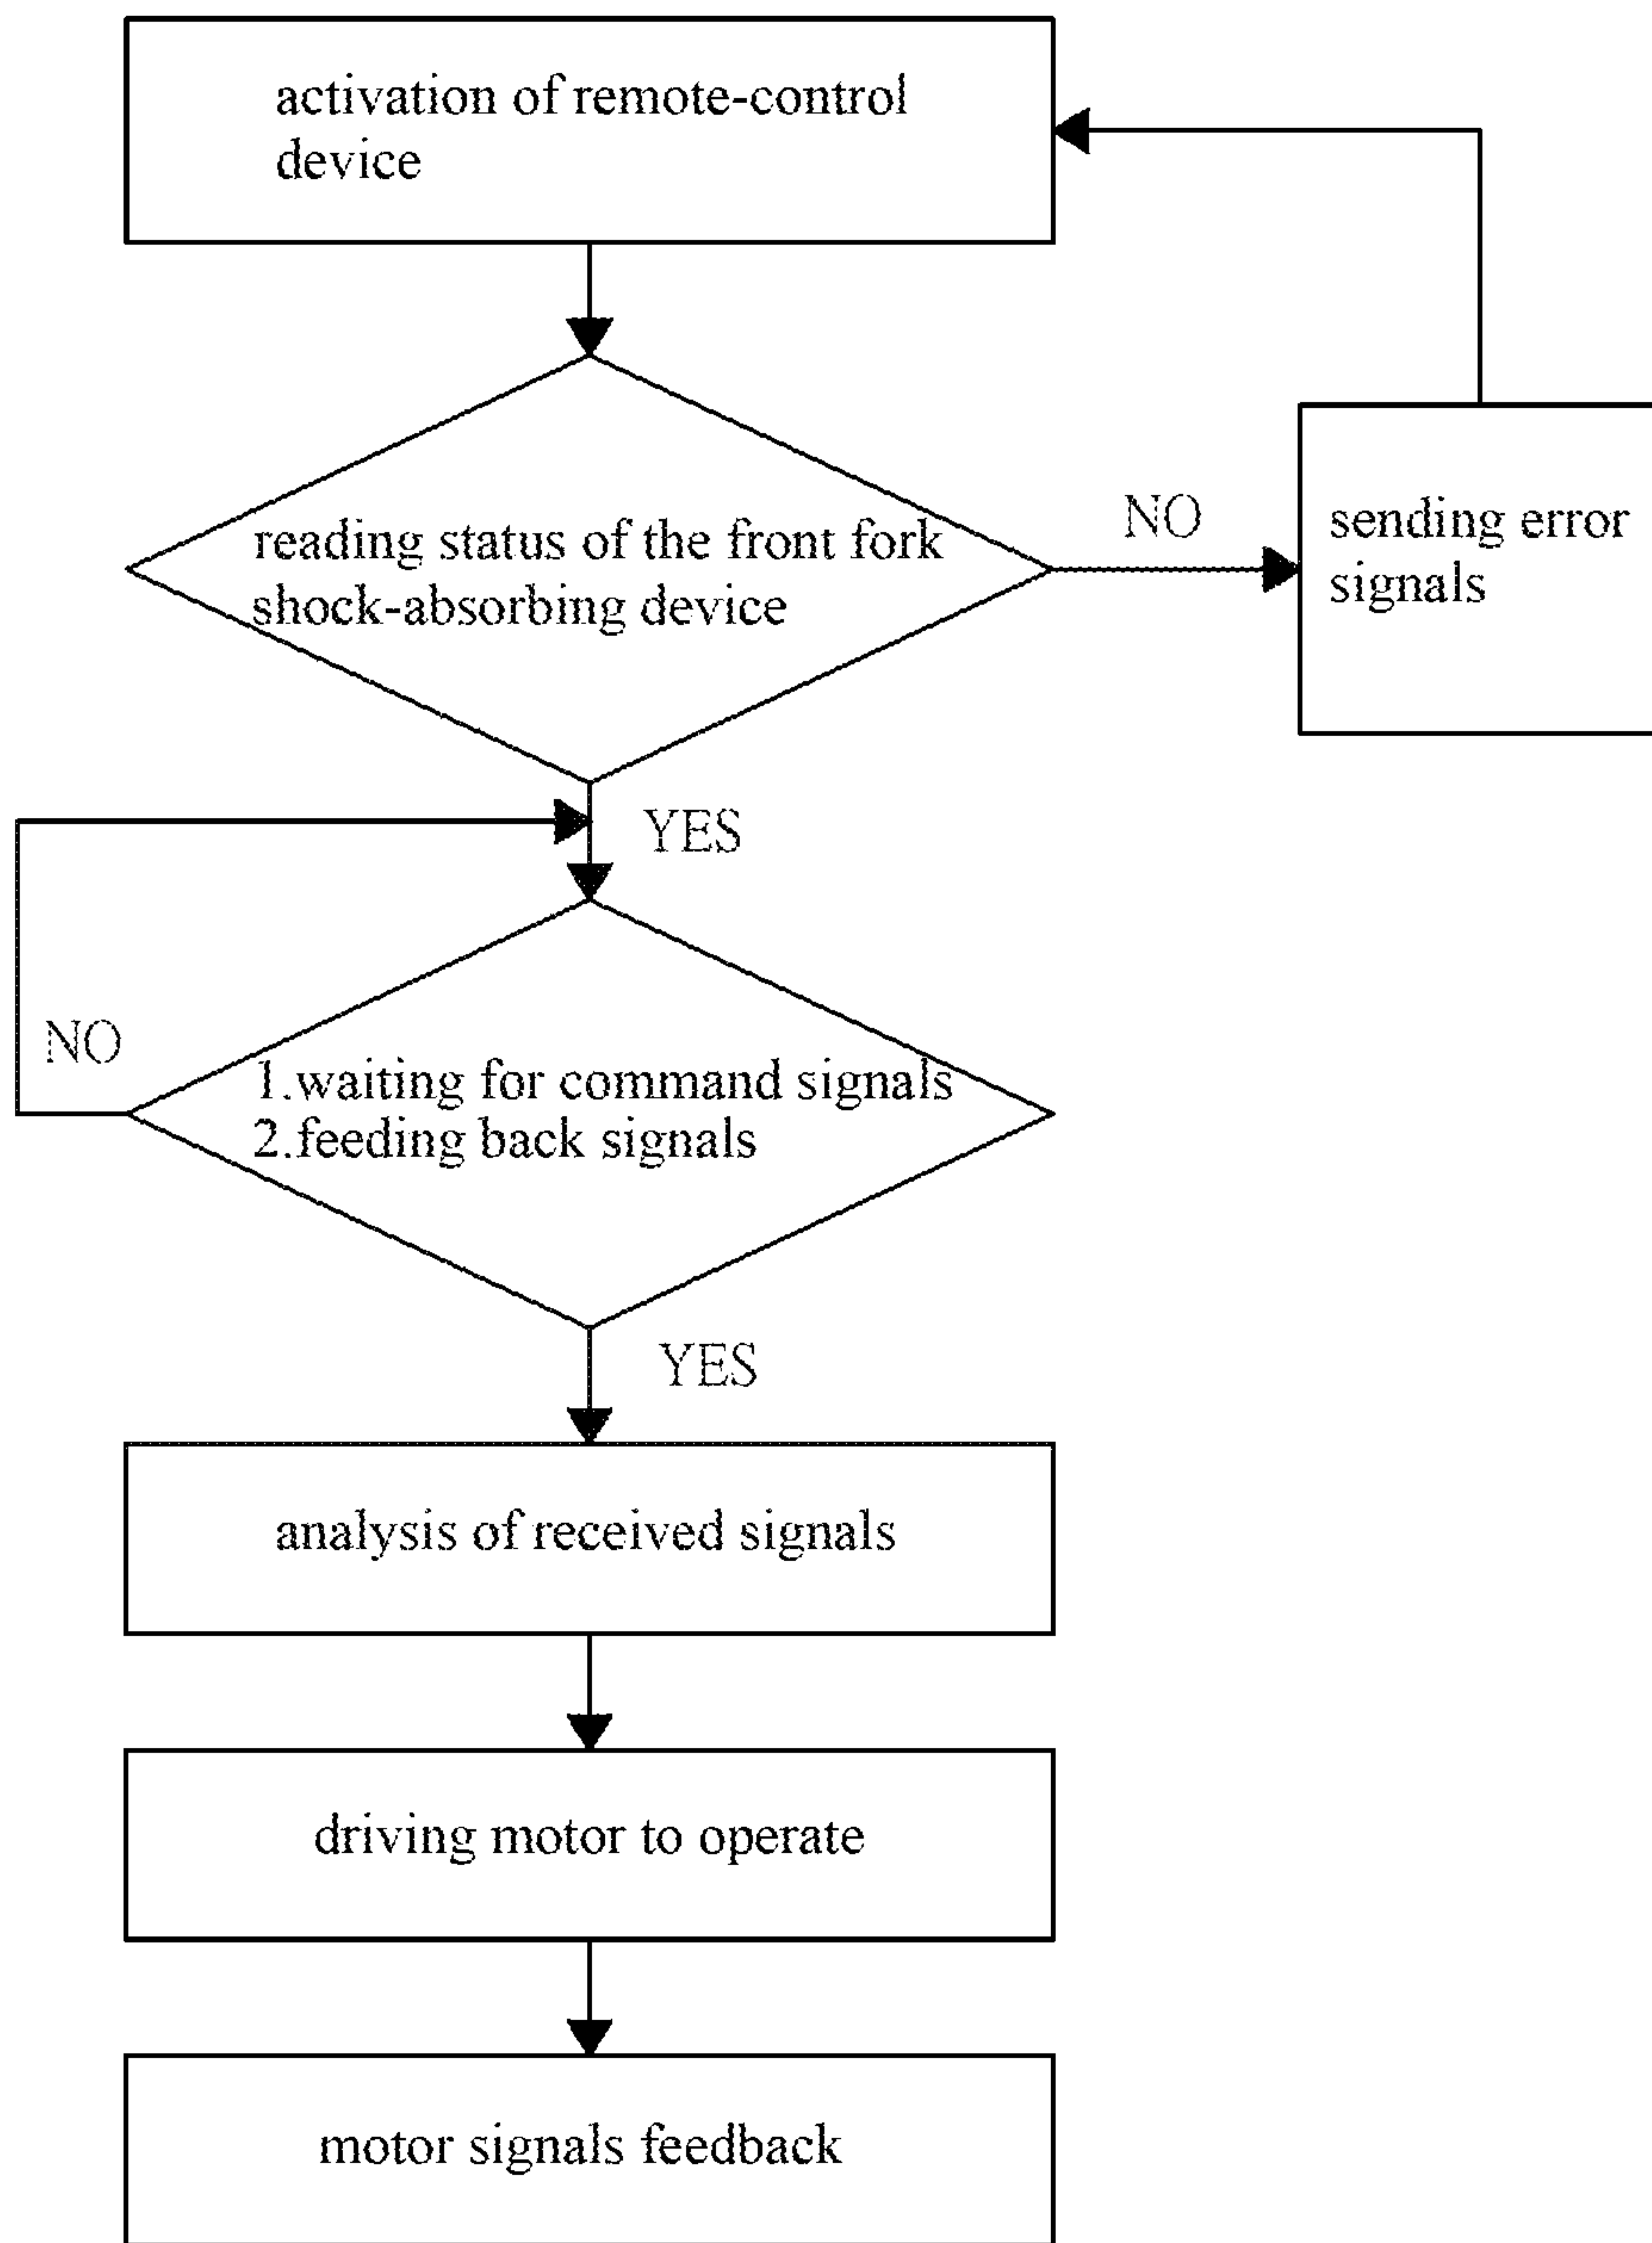 activation of remote-control
device
reading status of the front fork
shock-absorbing device
NO
sending error
signals
YES
NO
1.waiting for command signals
2.feeding back signals
YES
analysis of received signals
driving motor to operate
motor signals feedback